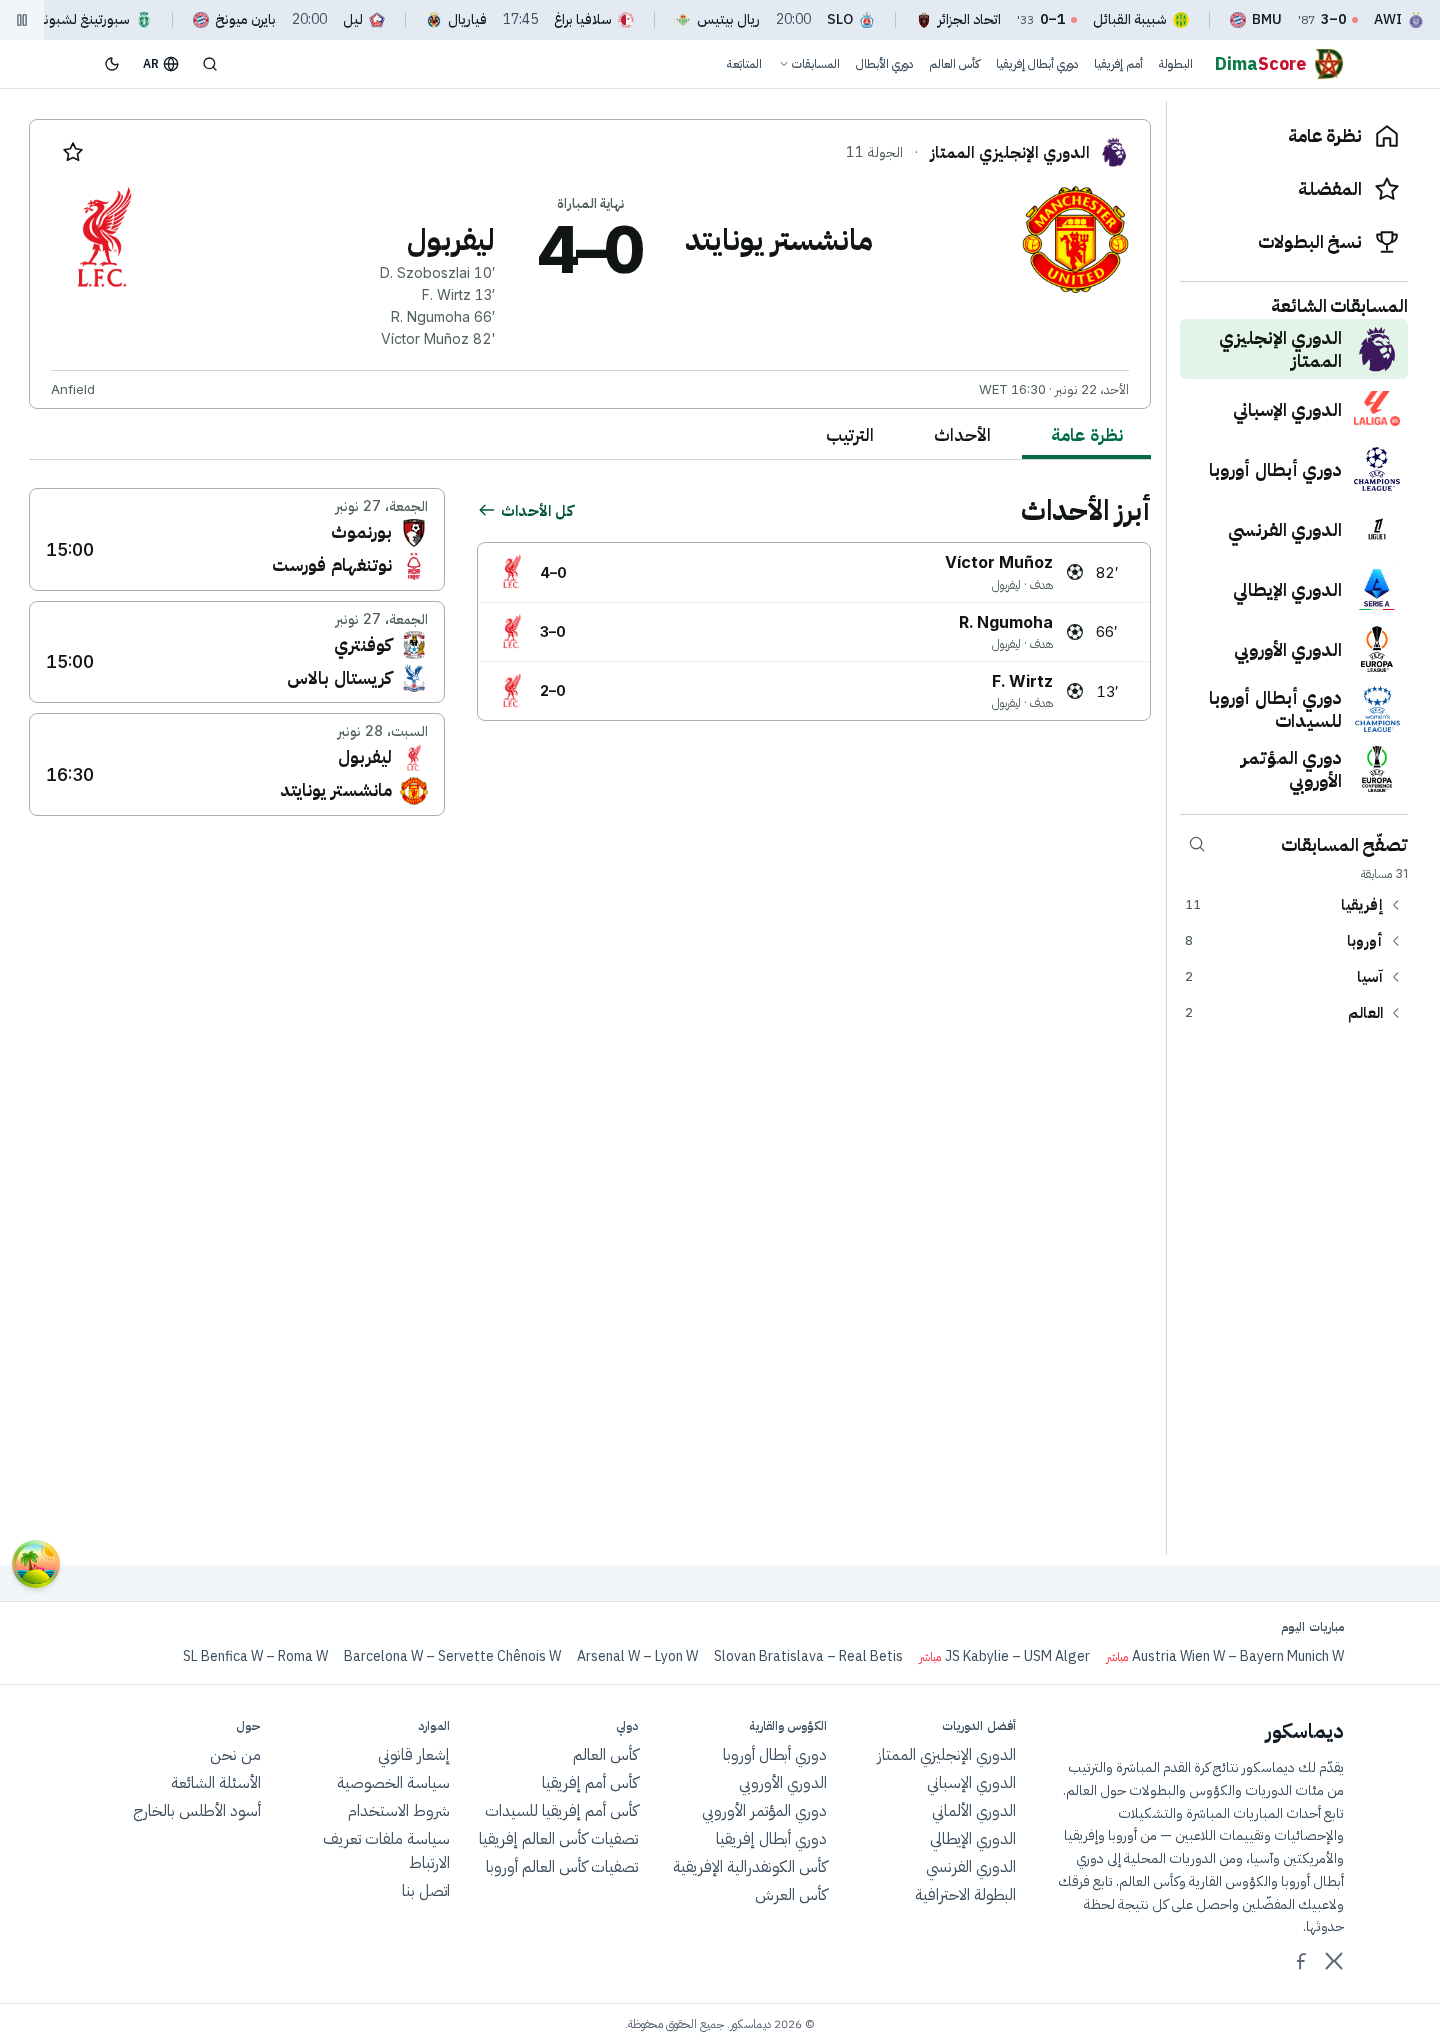 AWI
3–0
87'
BMU
شبيبة القبائل
1–0
33'
اتحاد الجزائر
SLO
20:00
ريال بيتيس
سلافيا براغ
17:45
فياريال
ليل
20:00
بايرن ميونخ
DimaScore
البطولة
أمم إفريقيا
دوري أبطال إفريقيا
كأس العالم
دوري الأبطال
المسابقات
المتابَعة
AR
نظرة عامة
المفضلة
نسخ البطولات
المسابقات الشائعة
الدوري الإنجليزي
الممتاز
الدوري الإسباني
دوري أبطال أوروبا
الدوري الفرنسي
الدوري الإيطالي
الدوري الأوروبي
دوري أبطال أوروبا
للسيدات
دوري المؤتمر
الأوروبي
تصفّح المسابقات
31 مسابقة
إفريقيا 11
أوروبا 8
آسيا 2
العالم 2
الدوري الإنجليزي الممتاز · الجولة 11
نهاية المباراة
مانشستر يونايتد
4–0
ليفربول
D. Szoboszlai 10'
F. Wirtz 13'
R. Ngumoha 66'
Víctor Muñoz 82'
الأحد، 22 نونبر · 16:30 WET
Anfield
نظرة عامة
الأحداث
الترتيب
أبرز الأحداث
كل الأحداث
82'
Víctor Muñoz
هدف · ليفربول
4–0
66'
R. Ngumoha
هدف · ليفربول
3–0
13'
F. Wirtz
هدف · ليفربول
2–0
الجمعة، 27 نونبر
بورنموث
نوتنغهام فورست
15:00
الجمعة، 27 نونبر
كوفنتري
كريستال بالاس
15:00
السبت، 28 نونبر
ليفربول
مانشستر يونايتد
16:30
مباريات اليوم
Austria Wien W – Bayern Munich W مباشر
JS Kabylie – USM Alger مباشر
Slovan Bratislava – Real Betis
Arsenal W – Lyon W
Barcelona W – Servette Chênois W
SL Benfica W – Roma W
ديماسكور
يقدّم لك ديماسكور نتائج كرة القدم المباشرة والترتيب
من مئات الدوريات والكؤوس والبطولات حول العالم.
تابع أحداث المباريات المباشرة والتشكيلات
والإحصائيات وتقييمات اللاعبين — من أوروبا وإفريقيا
والأمريكتين وآسيا، ومن الدوريات المحلية إلى دوري
أبطال أوروبا والكؤوس القارية وكأس العالم. تابع فرقك
ولاعبيك المفضّلين واحصل على كل نتيجة لحظة
حدوثها.
أفضل الدوريات
الدوري الإنجليزي الممتاز
الدوري الإسباني
الدوري الألماني
الدوري الإيطالي
الدوري الفرنسي
البطولة الاحترافية
الكؤوس والقارية
دوري أبطال أوروبا
الدوري الأوروبي
دوري المؤتمر الأوروبي
دوري أبطال إفريقيا
كأس الكونفدرالية الإفريقية
كأس العرش
دولي
كأس العالم
كأس أمم إفريقيا
كأس أمم إفريقيا للسيدات
تصفيات كأس العالم إفريقيا
تصفيات كأس العالم أوروبا
الموارد
إشعار قانوني
سياسة الخصوصية
شروط الاستخدام
سياسة ملفات تعريف
الارتباط
اتصل بنا
حول
من نحن
الأسئلة الشائعة
أسود الأطلس بالخارج
© 2026 ديماسكور. جميع الحقوق محفوظة.